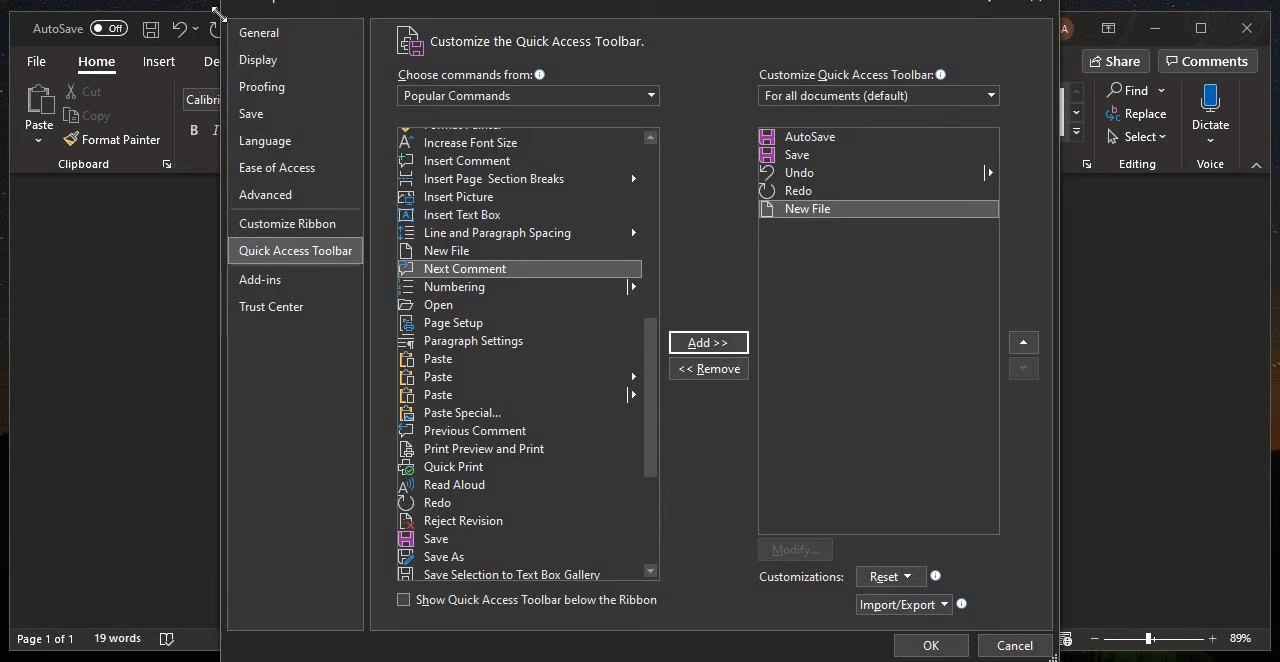 AutoSave Off
File Home Insert De
Paste
Cut
Copy
Format Painter
Clipboard
Calibri
B I
General
Display
Proofing
Save
Language
Ease of Access
Advanced
Customize Ribbon
Quick Access Toolbar
Add-ins
Trust Center
Customize the Quick Access Toolbar.
Choose commands from:
Popular Commands
Format Painter
Increase Font Size
Insert Comment
Insert Page Section Breaks
Insert Picture
Insert Text Box
Line and Paragraph Spacing
New File
Next Comment
Numbering
Open
Page Setup
Paragraph Settings
Paste
Paste
Paste
Paste Special...
Previous Comment
Print Preview and Print
Quick Print
Read Aloud
Redo
Reject Revision
Save
Save As
Save Selection to Text Box Gallery
Show Quick Access Toolbar below the Ribbon
Add >>
<< Remove
Customize Quick Access Toolbar:
For all documents (default)
AutoSave
Save
Undo
Redo
New File
Modify...
Customizations: Reset
Import/Export
OK Cancel
A
Share Comments
Find
Replace
Select
Editing
Dictate
Voice
Page 1 of 1 19 words
89%